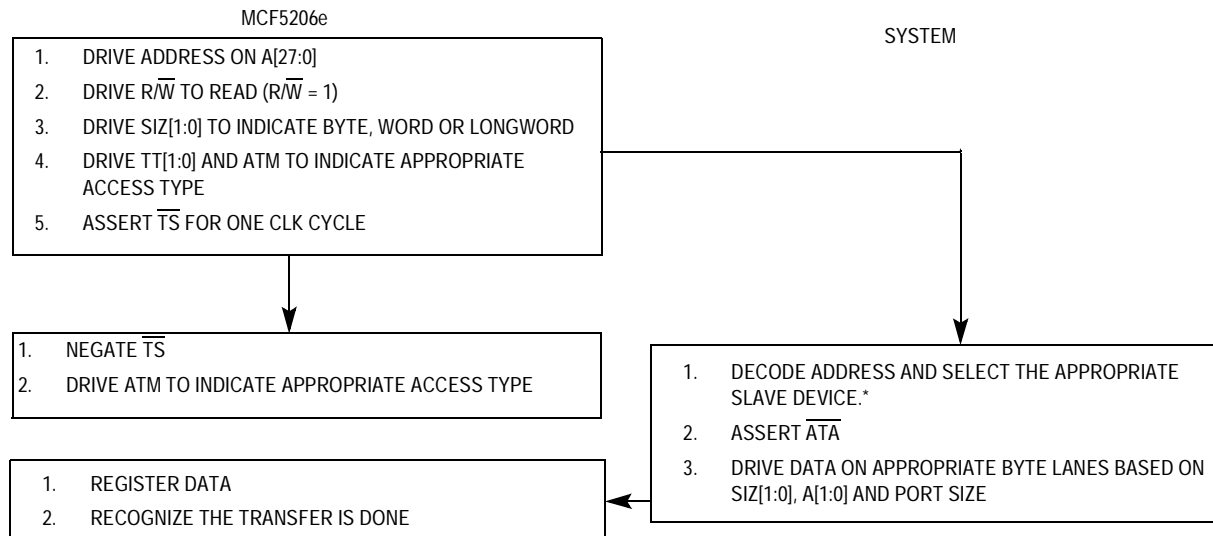 MCF5206e
SYSTEM
1. DRIVE ADDRESS ON A[27:0]
2. DRIVE R/W̅ TO READ (R/W̅ = 1)
3. DRIVE SIZ[1:0] TO INDICATE BYTE, WORD OR LONGWORD
4. DRIVE TT[1:0] AND ATM TO INDICATE APPROPRIATE
ACCESS TYPE
5. ASSERT T̅S̅ FOR ONE CLK CYCLE
1. NEGATE T̅S̅
2. DRIVE ATM TO INDICATE APPROPRIATE ACCESS TYPE
1. DECODE ADDRESS AND SELECT THE APPROPRIATE
SLAVE DEVICE.*
2. ASSERT A̅T̅A̅
3. DRIVE DATA ON APPROPRIATE BYTE LANES BASED ON
SIZ[1:0], A[1:0] AND PORT SIZE
1. REGISTER DATA
2. RECOGNIZE THE TRANSFER IS DONE